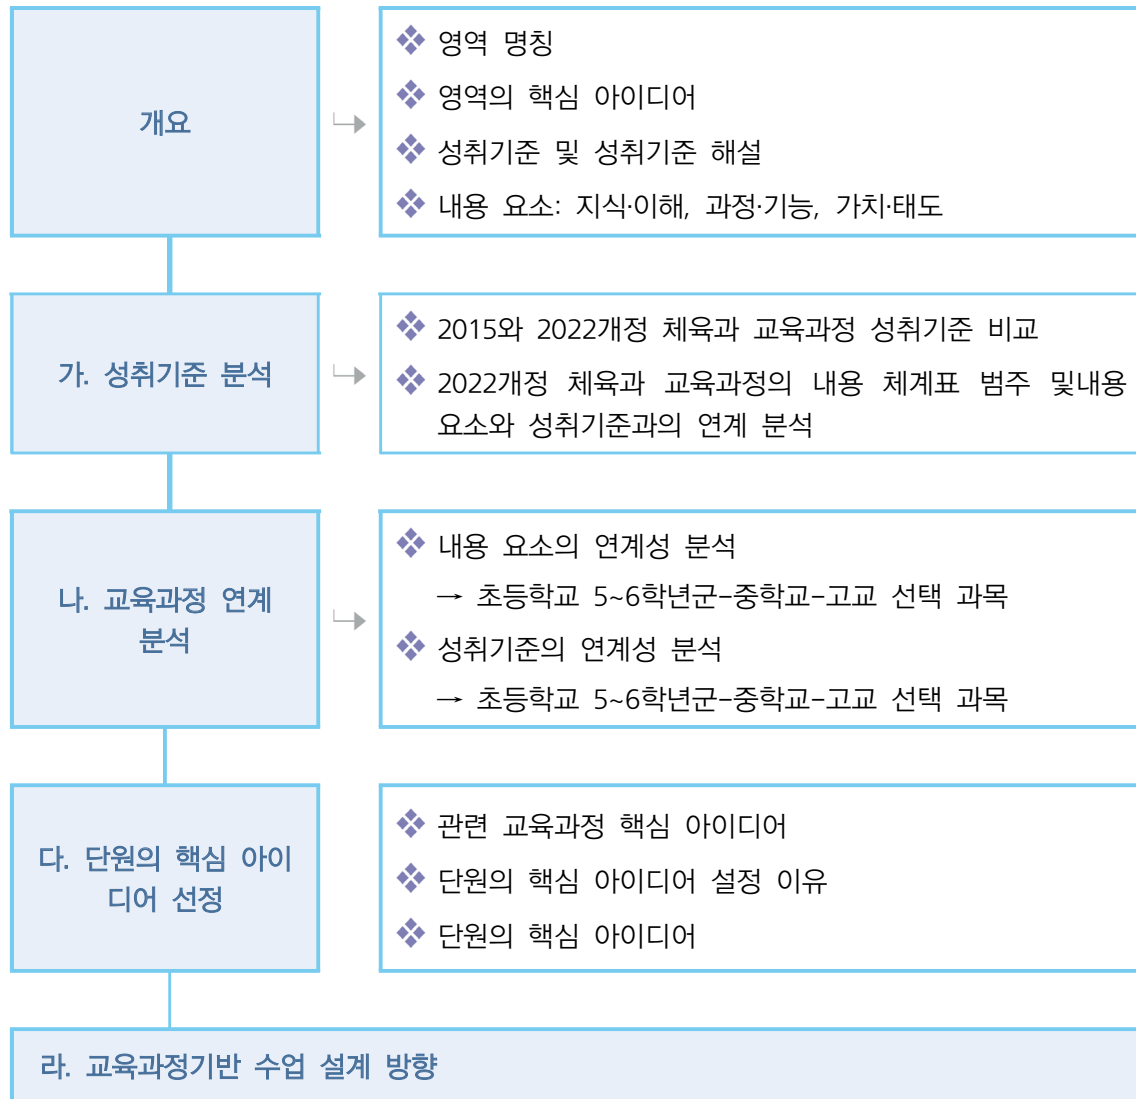 개요
❖ 영역 명칭
❖ 영역의 핵심 아이디어
❖ 성취기준 및 성취기준 해설
❖ 내용 요소: 지식·이해, 과정·기능, 가치·태도
가. 성취기준 분석
❖ 2015와 2022개정 체육과 교육과정 성취기준 비교
❖ 2022개정 체육과 교육과정의 내용 체계표 범주 및내용
요소와 성취기준과의 연계 분석
나. 교육과정 연계
분석
❖ 내용 요소의 연계성 분석
→ 초등학교 5~6학년군-중학교-고교 선택 과목
❖ 성취기준의 연계성 분석
→ 초등학교 5~6학년군-중학교-고교 선택 과목
다. 단원의 핵심 아이
디어 선정
❖ 관련 교육과정 핵심 아이디어
❖ 단원의 핵심 아이디어 설정 이유
❖ 단원의 핵심 아이디어
라. 교육과정기반 수업 설계 방향